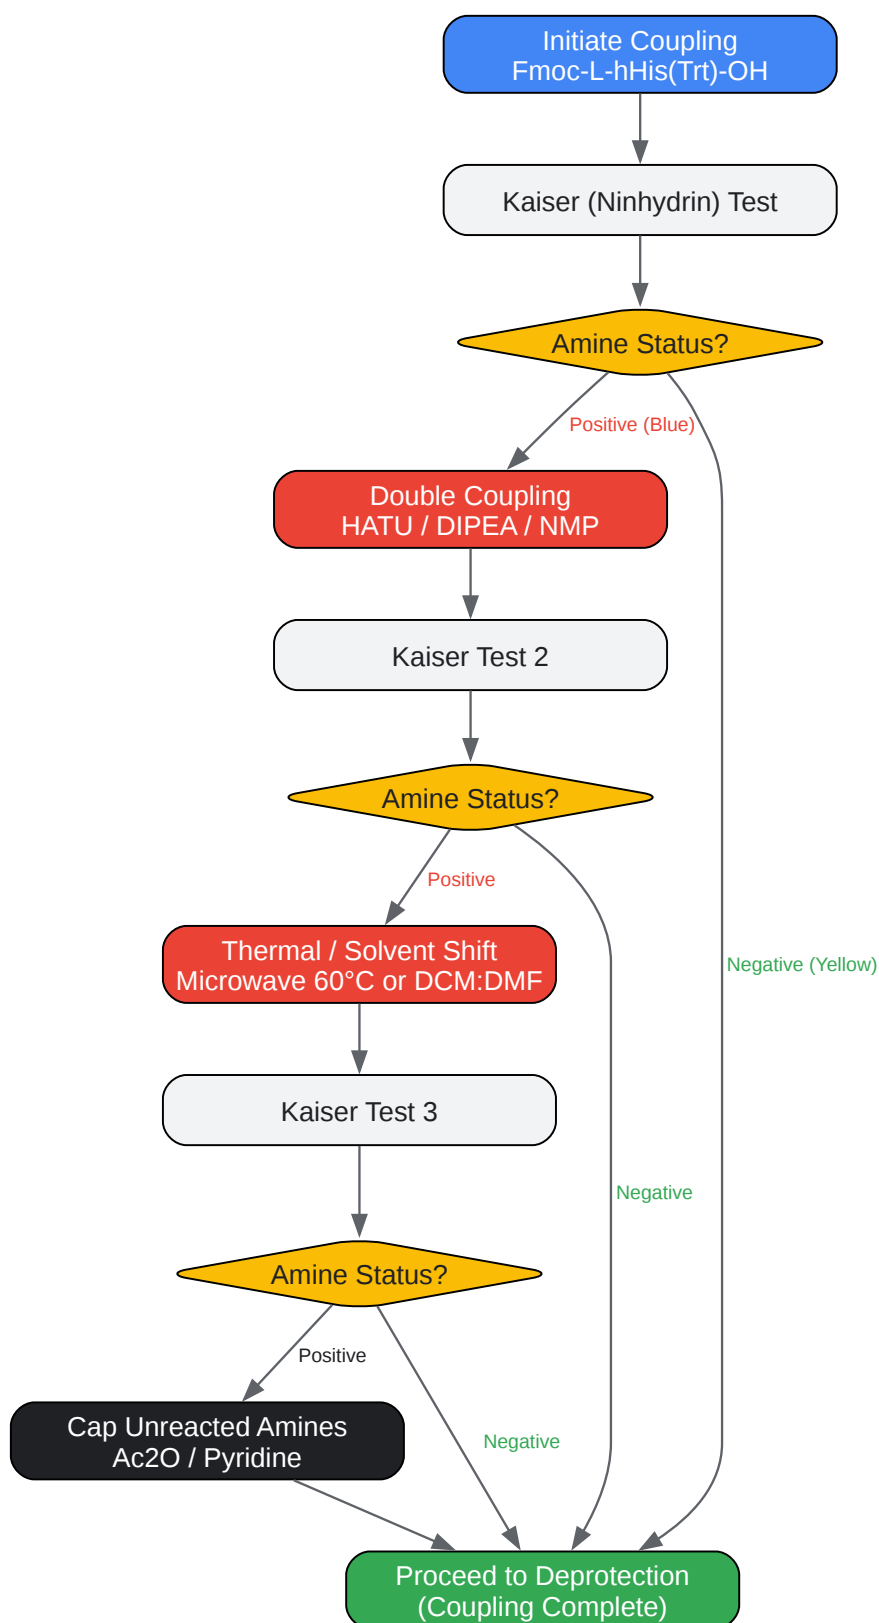 Initiate Coupling
Fmoc-L-hHis(Trt)-OH
Kaiser (Ninhydrin) Test
Amine Status?
Positive (Blue)
Double Coupling
HATU / DIPEA / NMP
Kaiser Test 2
Amine Status?
Positive
Thermal / Solvent Shift
Microwave 60°C or DCM:DMF
Negative (Yellow)
Kaiser Test 3
Negative
Amine Status?
Positive
Cap Unreacted Amines
Ac2O / Pyridine
Negative
Proceed to Deprotection
(Coupling Complete)